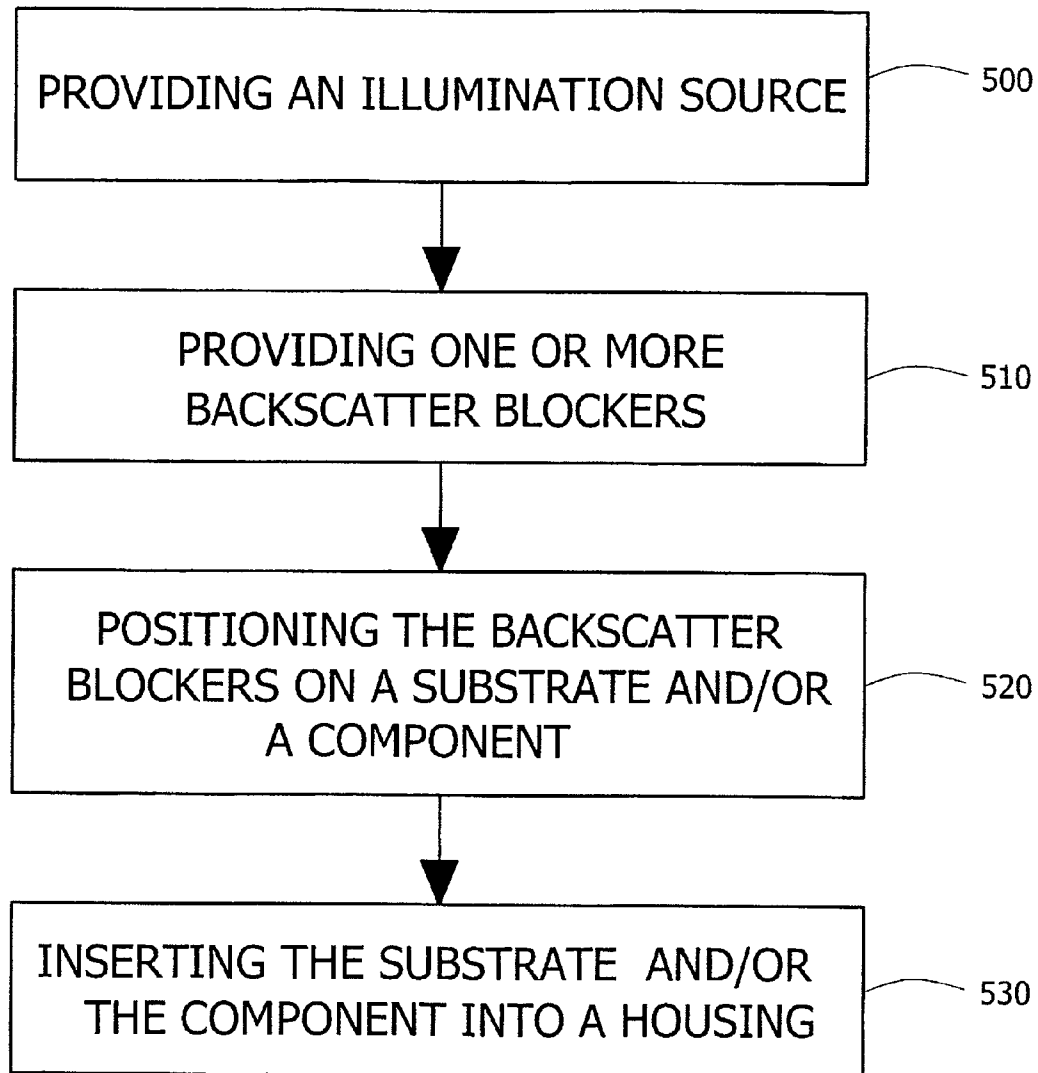 PROVIDING AN ILLUMINATION SOURCE
500
PROVIDING ONE OR MORE
BACKSCATTER BLOCKERS
510
POSITIONING THE BACKSCATTER
BLOCKERS ON A SUBSTRATE AND/OR
A COMPONENT
520
INSERTING THE SUBSTRATE AND/OR
THE COMPONENT INTO A HOUSING
530